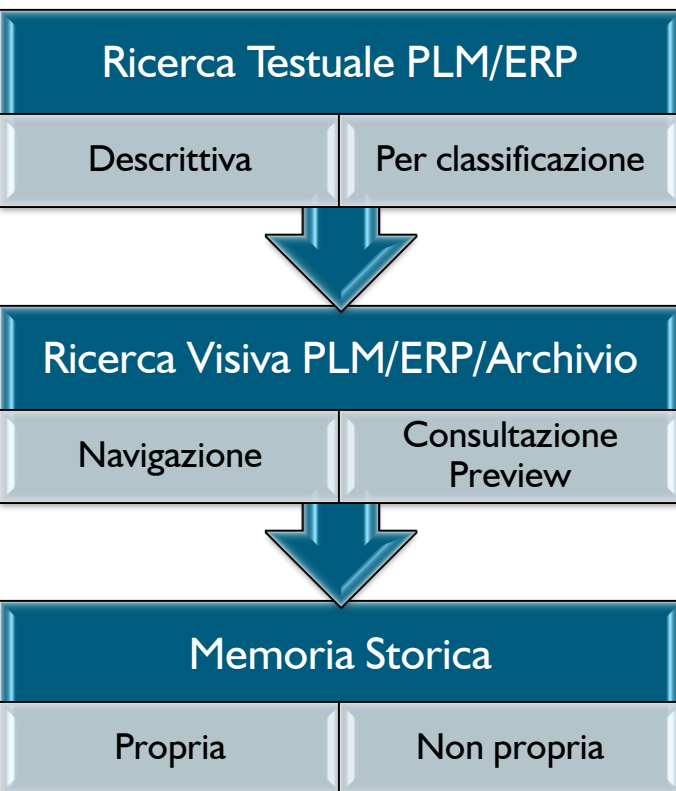 Ricerca Testuale PLM/ERP
Descrittiva
Per classificazione
Ricerca Visiva PLM/ERP/Archivio
Navigazione
Consultazione
Preview
Memoria Storica
Propria
Non propria